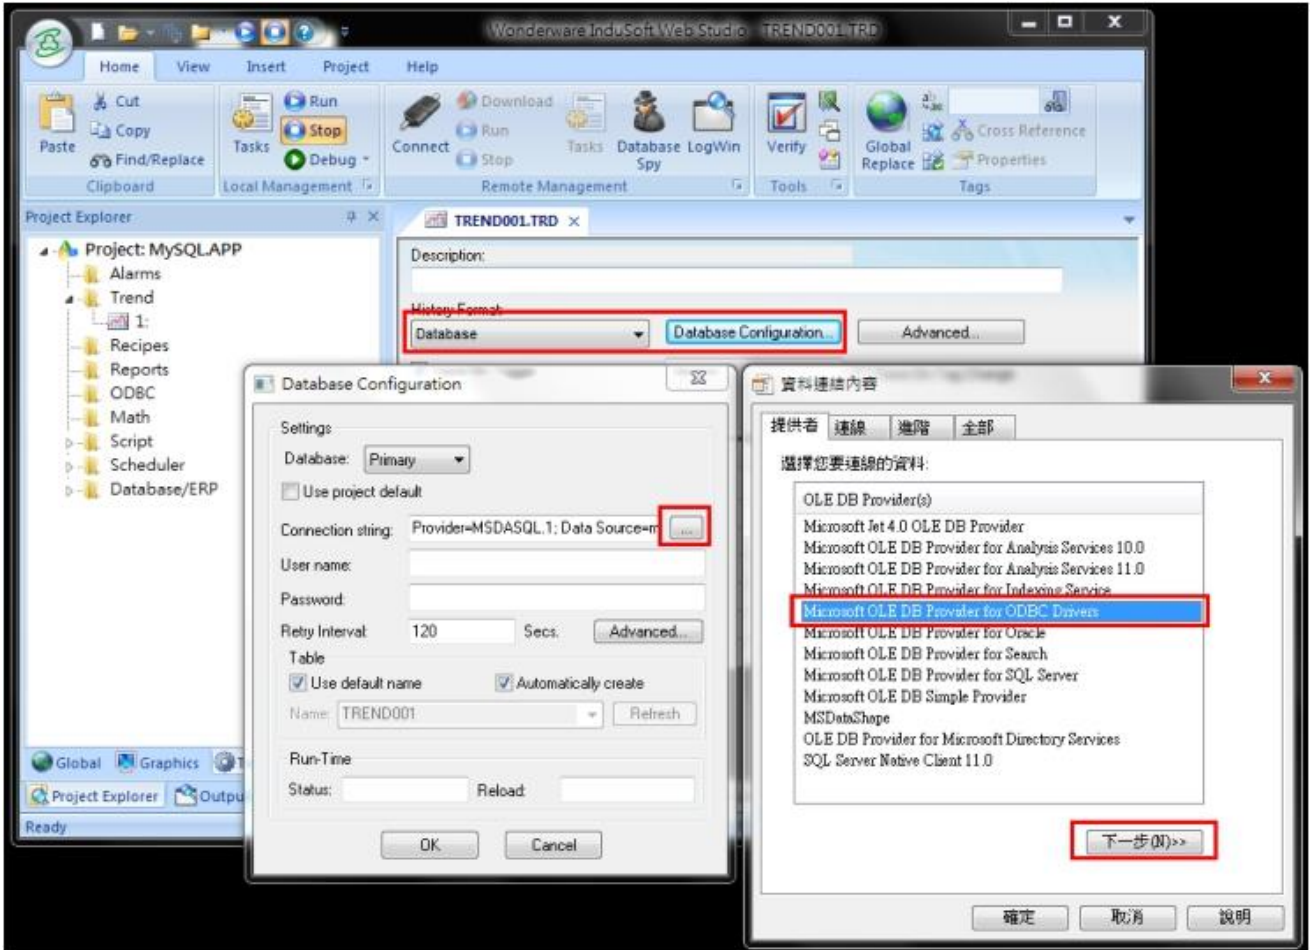 Wonderware InduSoft Web Studio - TREND001.TRD
Home View Insert Project Help
Paste
Cut
Copy
Find/Replace
Clipboard
Tasks
Run
Stop
Debug
Local Management
Connect
Download
Run
Stop
Tasks
Database Spy
LogWin
Remote Management
Verify
Tools
Global Replace
Cross Reference
Properties
Tags
Project Explorer
Project: MySQL.APP
Alarms
Trend
1:
Recipes
Reports
ODBC
Math
Script
Scheduler
Database/ERP
Global Graphics T
Project Explorer Outpu
Ready
TREND001.TRD
Description:
History Format:
Database Database Configuration... Advanced...
Database Configuration
Settings
Database: Primary
Use project default
Connection string: Provider=MSDASQL.1; Data Source=m ...
User name:
Password:
Retry Interval: 120 Secs. Advanced...
Table
Use default name Automatically create
Name: TREND001 Refresh
Run-Time
Status: Reload:
OK Cancel
資料連結內容
提供者 連線 進階 全部
選擇您要連線的資料:
OLE DB Provider(s)
Microsoft Jet 4.0 OLE DB Provider
Microsoft OLE DB Provider for Analysis Services 10.0
Microsoft OLE DB Provider for Analysis Services 11.0
Microsoft OLE DB Provider for Indexing Service
Microsoft OLE DB Provider for ODBC Drivers
Microsoft OLE DB Provider for Oracle
Microsoft OLE DB Provider for Search
Microsoft OLE DB Provider for SQL Server
Microsoft OLE DB Simple Provider
MSDataShape
OLE DB Provider for Microsoft Directory Services
SQL Server Native Client 11.0
下一步(N)>>
確定 取消 說明